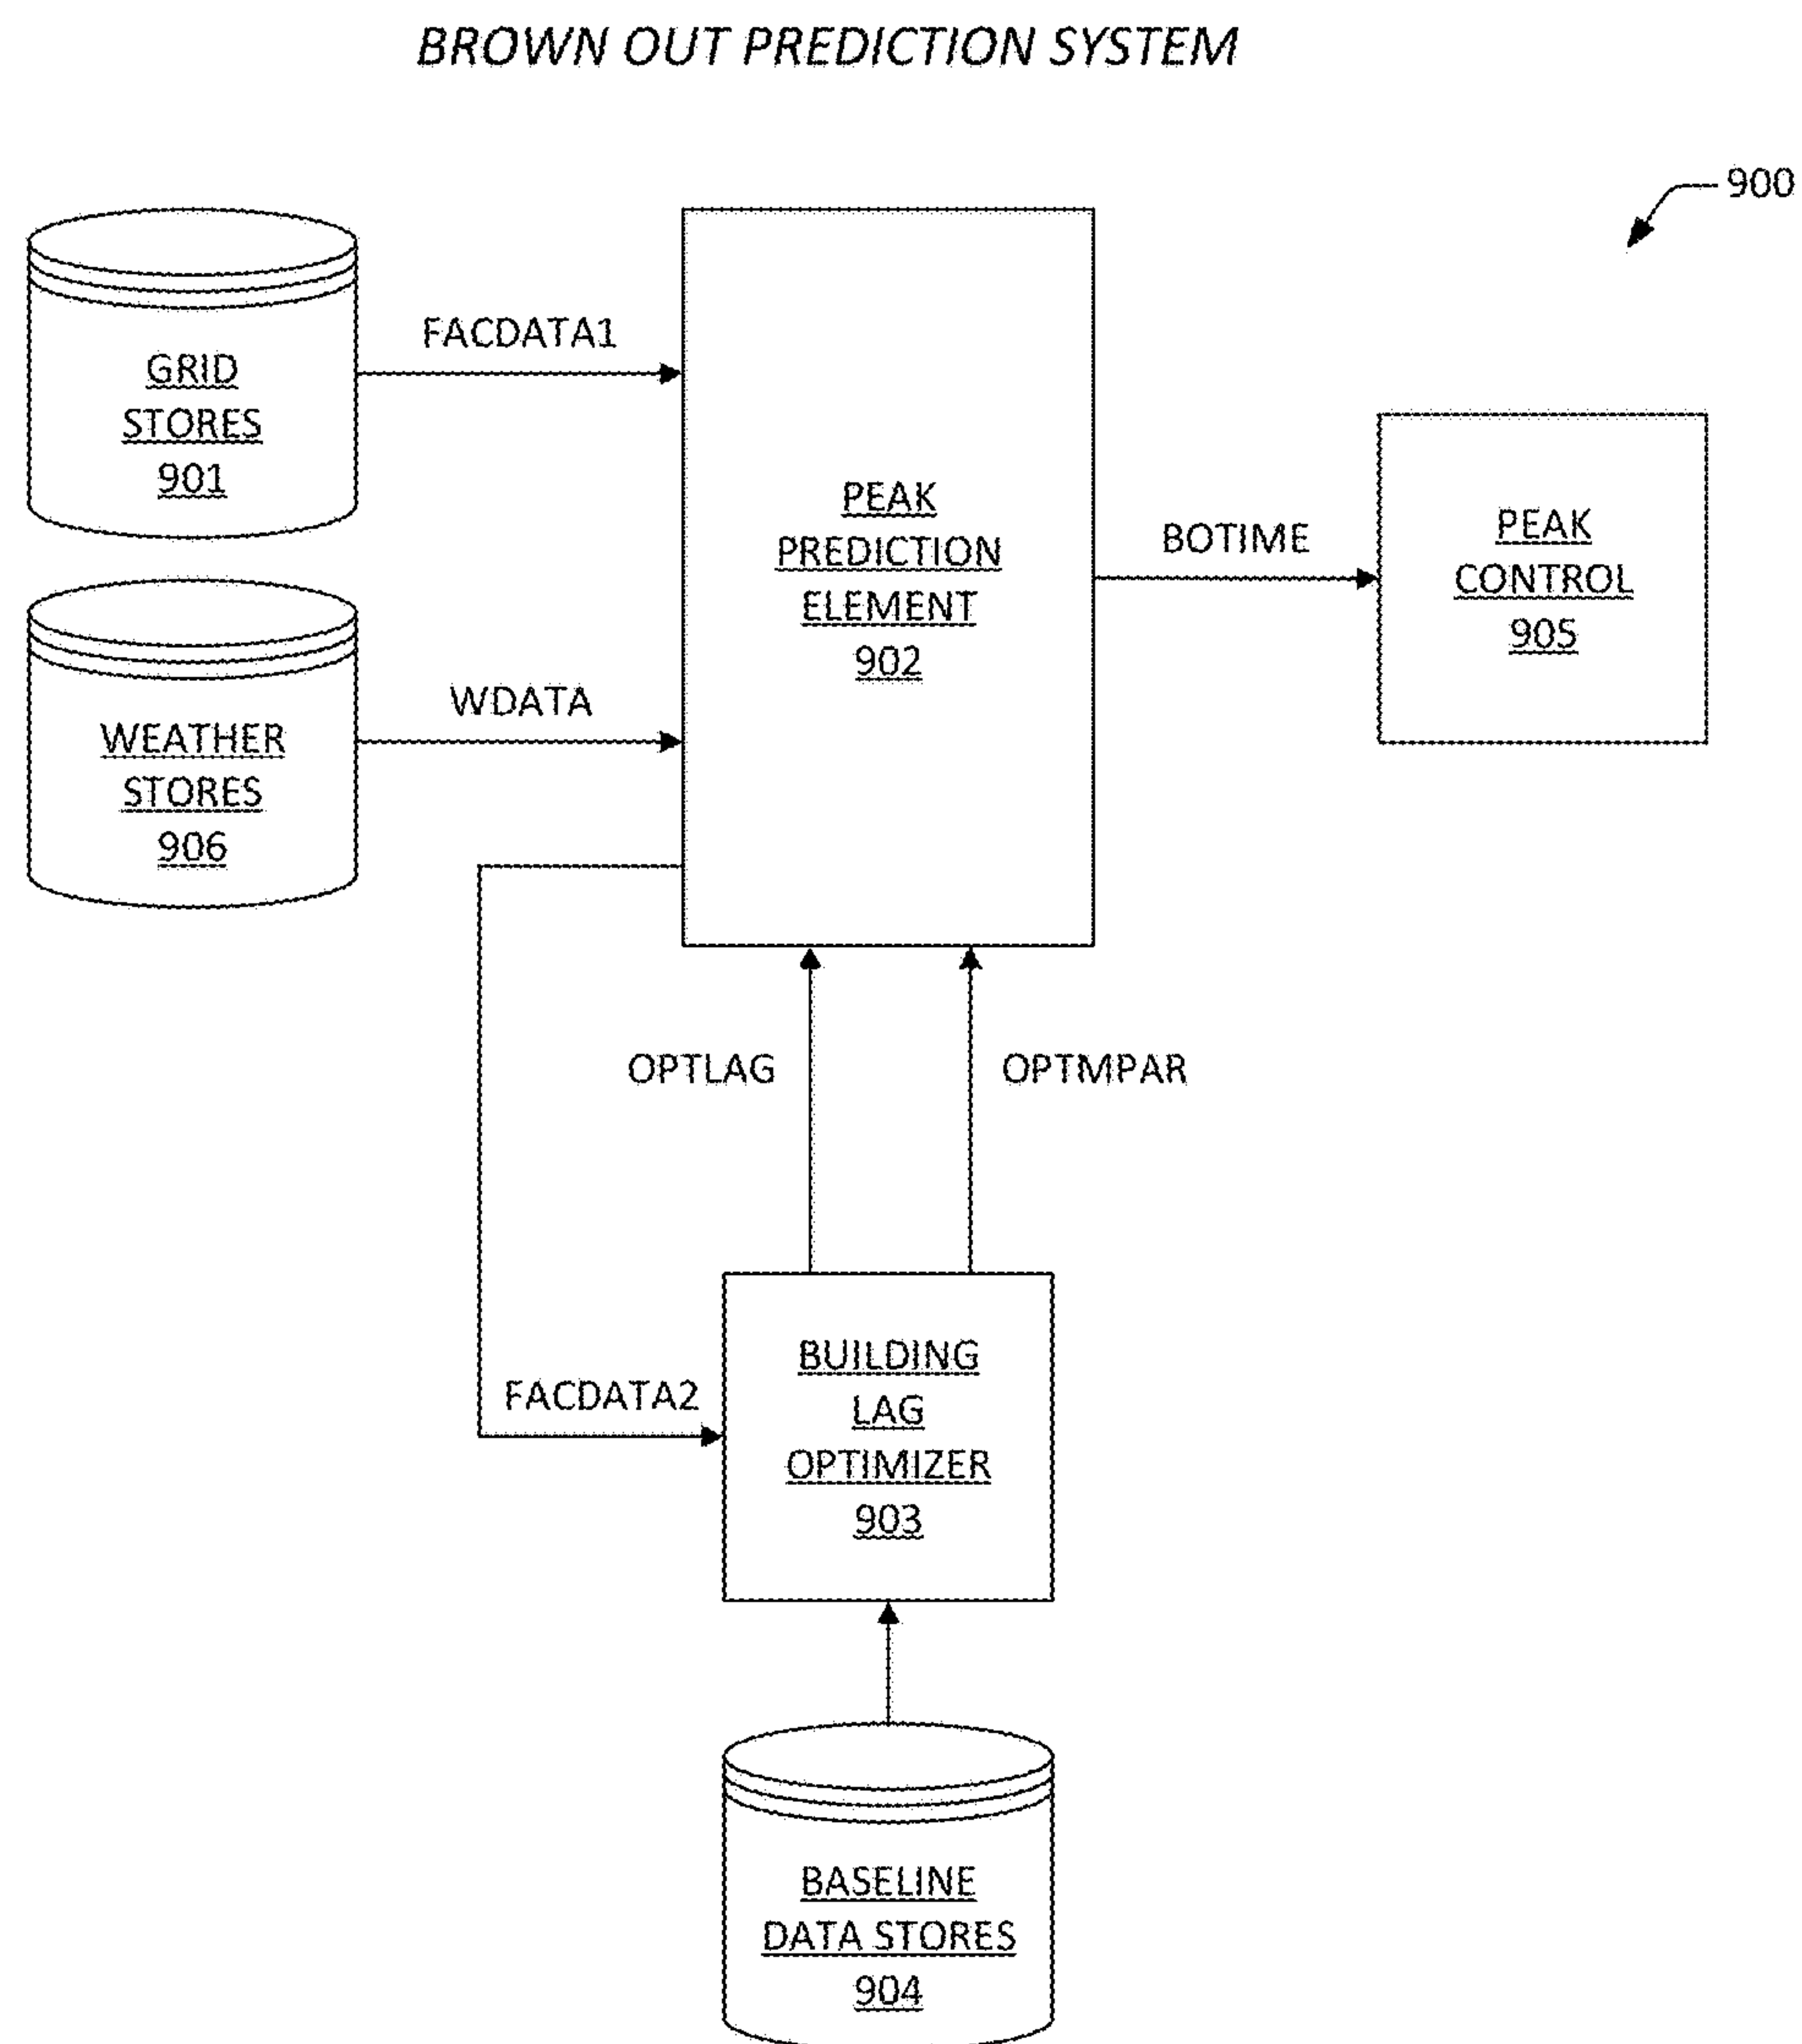 BROWN OUT PREDICTION SYSTEM
900
GRID
STORES
901
FACDATA1
PEAK
PREDICTION
ELEMENT
902
BOTIME
PEAK
CONTROL
905
WEATHER
STORES
906
WDATA
OPTLAG
OPTMPAR
FACDATA2
BUILDING
LAG
OPTIMIZER
903
BASELINE
DATA STORES
904